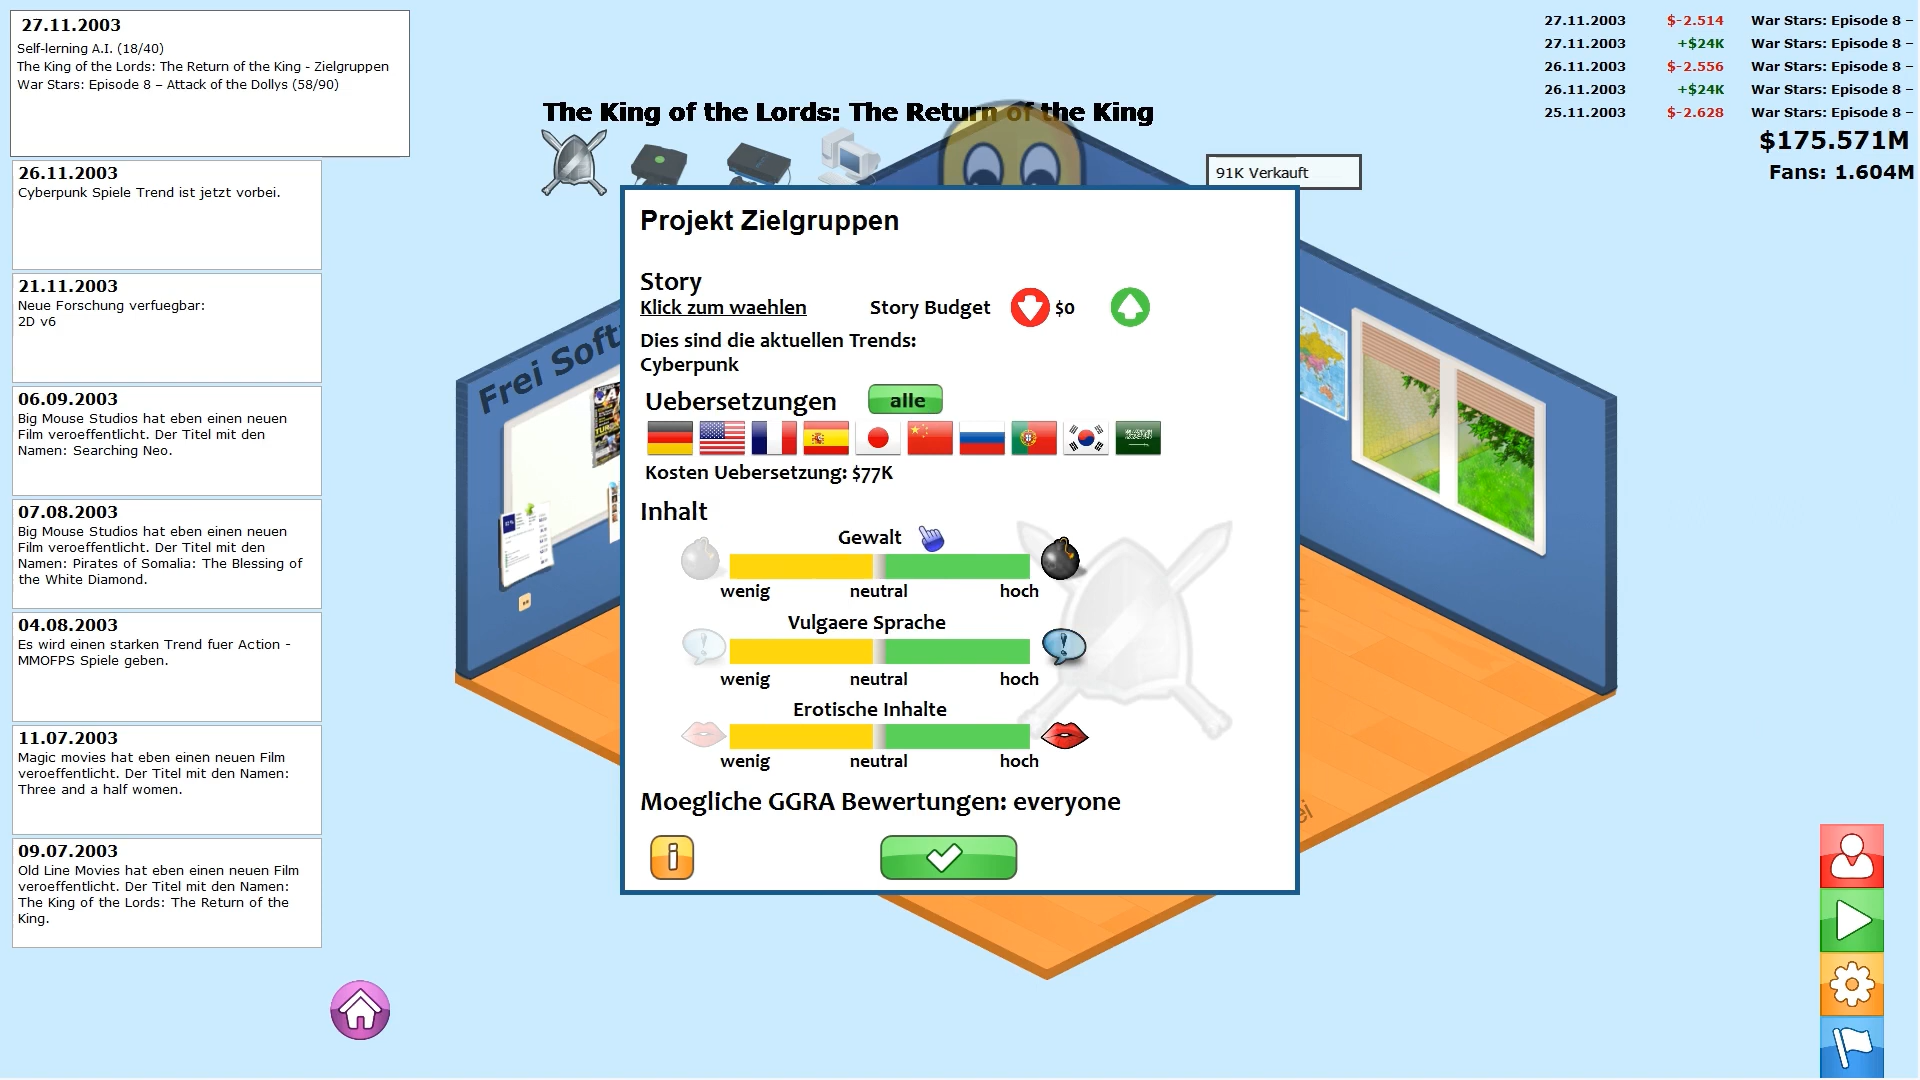 27.11.2003
Self-lerning A.I. (18/40)
The King of the Lords: The Return of the King - Zielgruppen
War Stars: Episode 8 – Attack of the Dollys (58/90)
26.11.2003
Cyberpunk Spiele Trend ist jetzt vorbei.
21.11.2003
Neue Forschung verfuegbar:
2D v6
06.09.2003
Big Mouse Studios hat eben einen neuen
Film veroeffentlicht. Der Titel mit den
Namen: Searching Neo.
07.08.2003
Big Mouse Studios hat eben einen neuen
Film veroeffentlicht. Der Titel mit den
Namen: Pirates of Somalia: The Blessing of
the White Diamond.
04.08.2003
Es wird einen starken Trend fuer Action -
MMOFPS Spiele geben.
11.07.2003
Magic movies hat eben einen neuen Film
veroeffentlicht. Der Titel mit den Namen:
Three and a half women.
09.07.2003
Old Line Movies hat eben einen neuen Film
veroeffentlicht. Der Titel mit den Namen:
The King of the Lords: The Return of the
King.
The King of the Lords: The Return of the King
91K Verkauft
Frei Soft
Projekt Zielgruppen
Story
Klick zum waehlen Story Budget $0
Dies sind die aktuellen Trends:
Cyberpunk
Uebersetzungen alle
Kosten Uebersetzung: $77K
Inhalt
Gewalt
wenig neutral hoch
Vulgaere Sprache
wenig neutral hoch
Erotische Inhalte
wenig neutral hoch
Moegliche GGRA Bewertungen: everyone
27.11.2003 $-2.514 War Stars: Episode 8 –
27.11.2003 +$24K War Stars: Episode 8 –
26.11.2003 $-2.556 War Stars: Episode 8 –
26.11.2003 +$24K War Stars: Episode 8 –
25.11.2003 $-2.628 War Stars: Episode 8 –
$175.571M
Fans: 1.604M